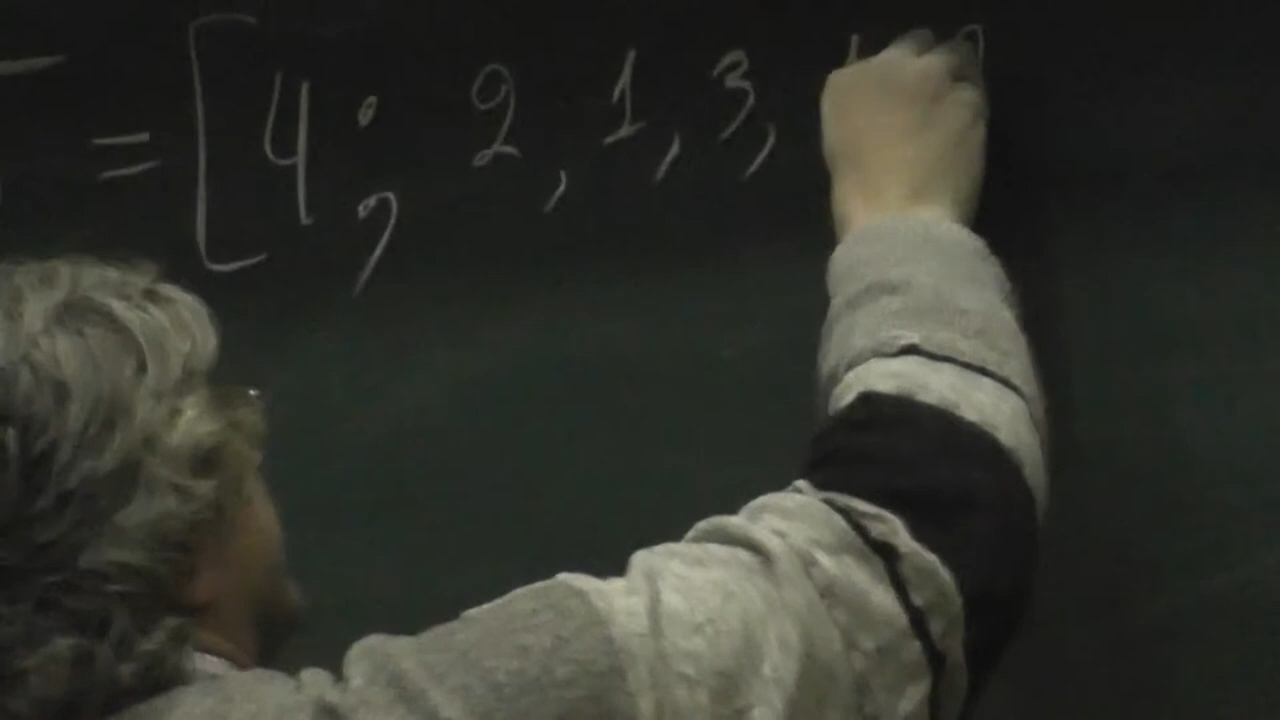 = [4; 2, 1, 3,